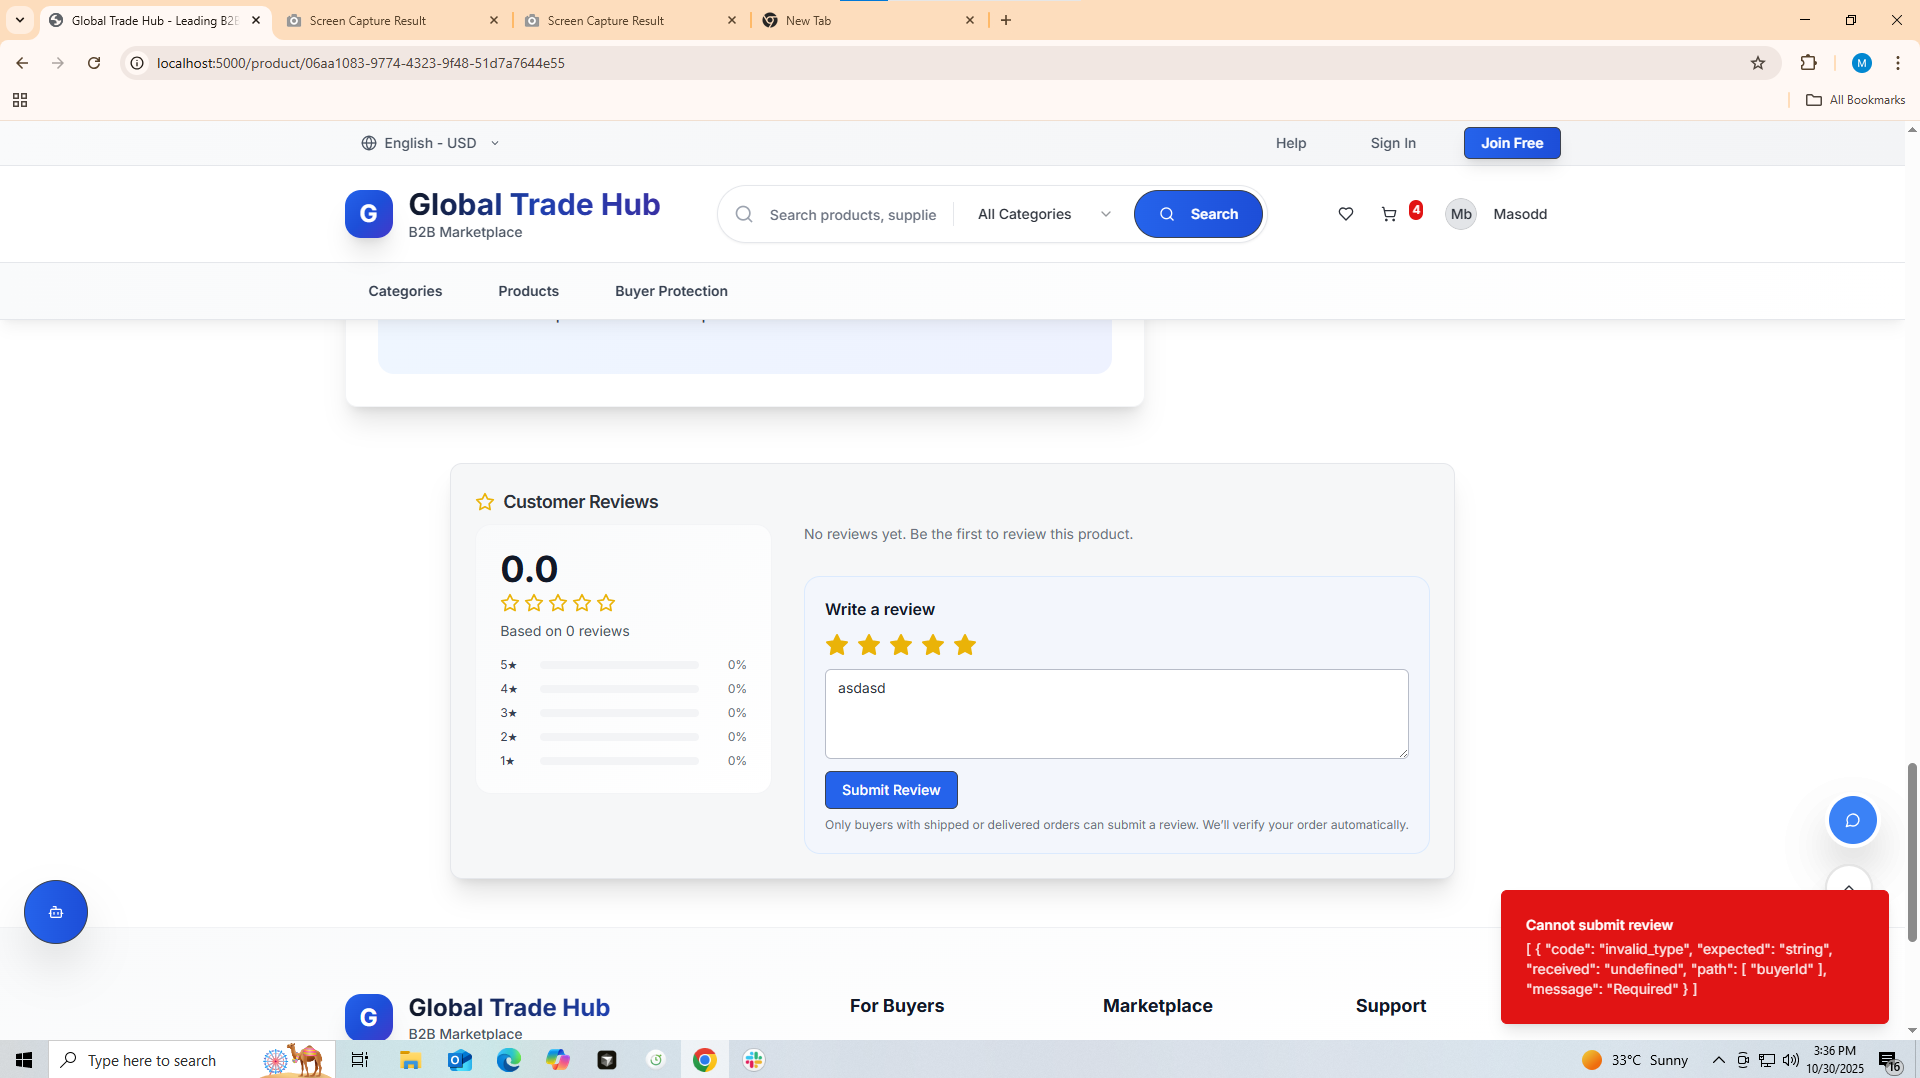 Global Trade Hub - Leading B2B
Screen Capture Result
Screen Capture Result
New Tab
localhost:5000/product/06aa1083-9774-4323-9f48-51d7a7644e55
M
All Bookmarks
English - USD
Help
Sign In
Join Free
G
Global Trade Hub
B2B Marketplace
Search products, supplie
All Categories
Search
4
Mb
Masodd
Categories
Products
Buyer Protection
Customer Reviews
0.0
Based on 0 reviews
5★ 0%
4★ 0%
3★ 0%
2★ 0%
1★ 0%
No reviews yet. Be the first to review this product.
Write a review
asdasd
Submit Review
Only buyers with shipped or delivered orders can submit a review. We’ll verify your order automatically.
Cannot submit review
[ { "code": "invalid_type", "expected": "string",
"received": "undefined", "path": [ "buyerId" ],
"message": "Required" } ]
G
Global Trade Hub
B2B Marketplace
For Buyers
Marketplace
Support
Type here to search
33°C Sunny
3:36 PM
10/30/2025
16